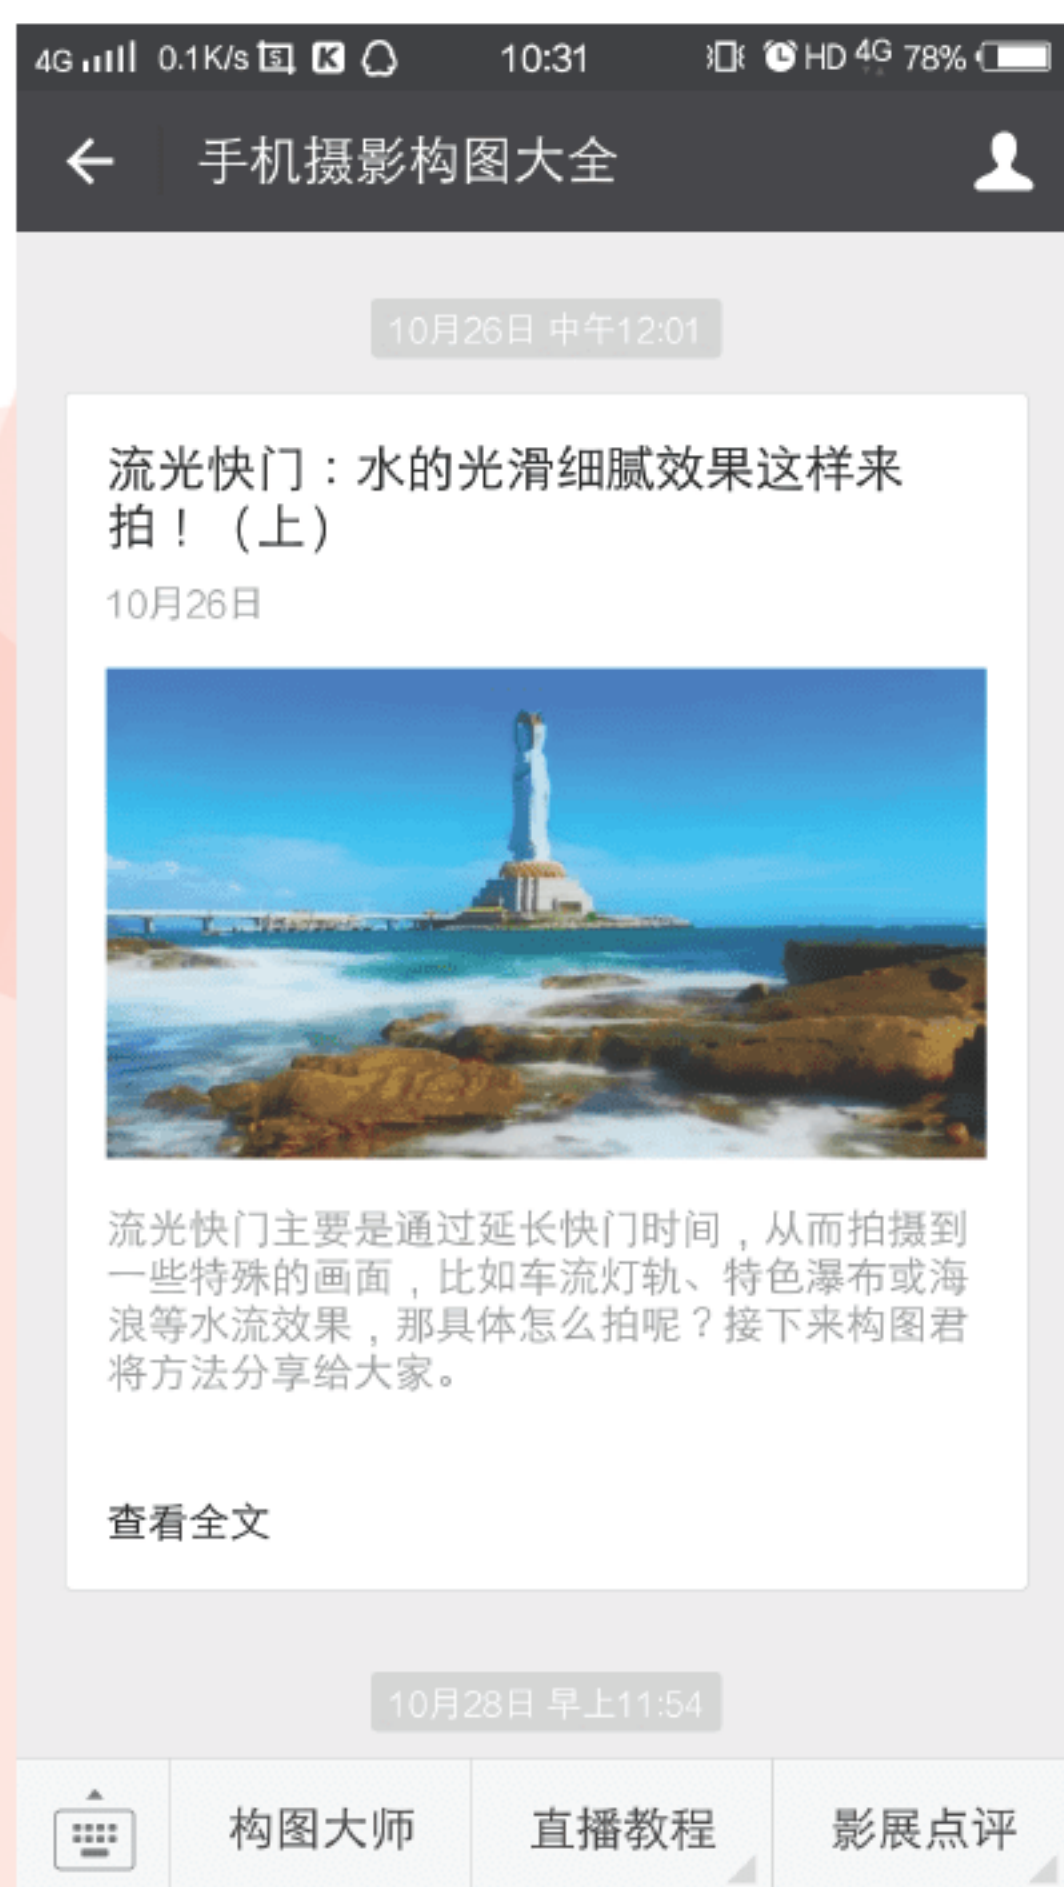 4G 0.1K/s 10:31 HD 4G 78%
手机摄影构图大全
10月26日 中午12:01
流光快门：水的光滑细腻效果这样来
拍！（上）
10月26日
流光快门主要是通过延长快门时间，从而拍摄到
一些特殊的画面，比如车流灯轨、特色瀑布或海
浪等水流效果，那具体怎么拍呢？接下来构图君
将方法分享给大家。
查看全文
10月28日 早上11:54
构图大师 直播教程 影展点评